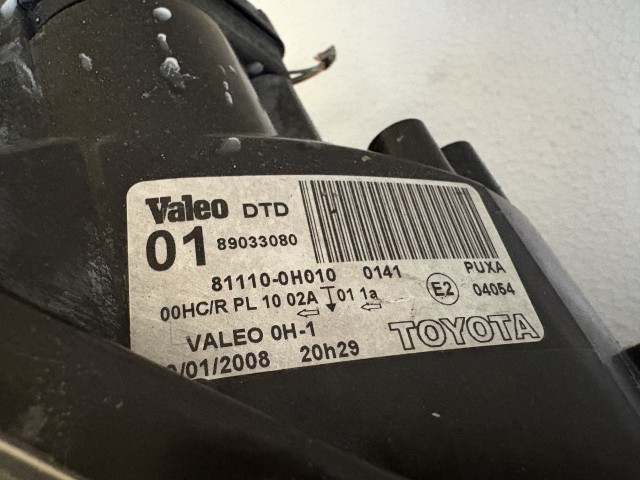 Valeo DTD
01 89033080
81110-0H010 0141 PUXA
00HC/R PL 10 02A 01 1a E2 04054
VALEO 0H-1 TOYOTA
/01/2008 20h29